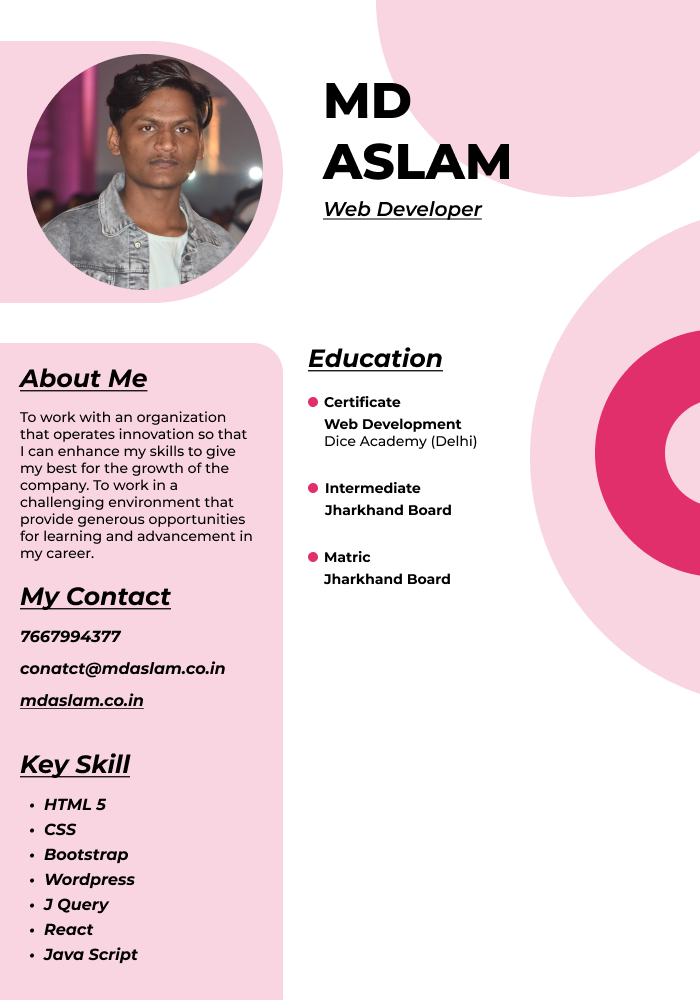 MD
ASLAM
Web Developer
About Me
To work with an organization
that operates innovation so that
I can enhance my skills to give
my best for the growth of the
company. To work in a
challenging environment that
provide generous opportunities
for learning and advancement in
my career.
My Contact
7667994377
conatct@mdaslam.co.in
mdaslam.co.in
Key Skill
• HTML 5
• CSS
• Bootstrap
• Wordpress
• J Query
• React
• Java Script
Education
Certificate
Web Development
Dice Academy (Delhi)
Intermediate
Jharkhand Board
Matric
Jharkhand Board